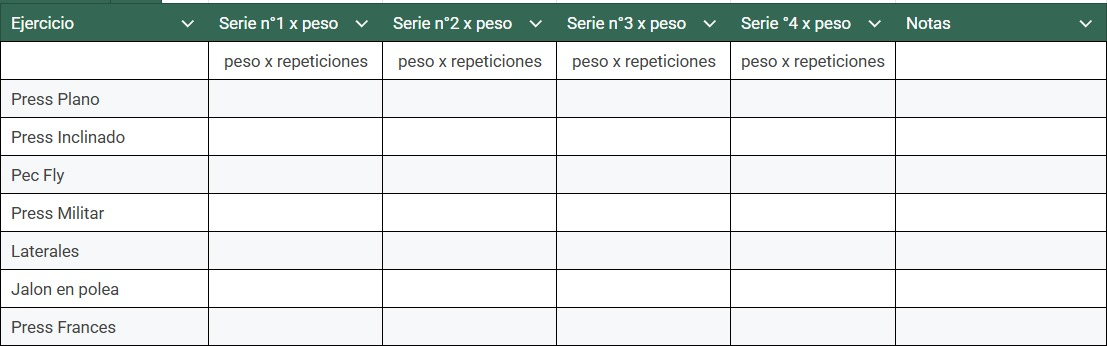 Ejercicio Serie n°1 x peso Serie n°2 x peso Serie n°3 x peso Serie °4 x peso Notas
peso x repeticiones peso x repeticiones peso x repeticiones peso x repeticiones
Press Plano
Press Inclinado
Pec Fly
Press Militar
Laterales
Jalon en polea
Press Frances